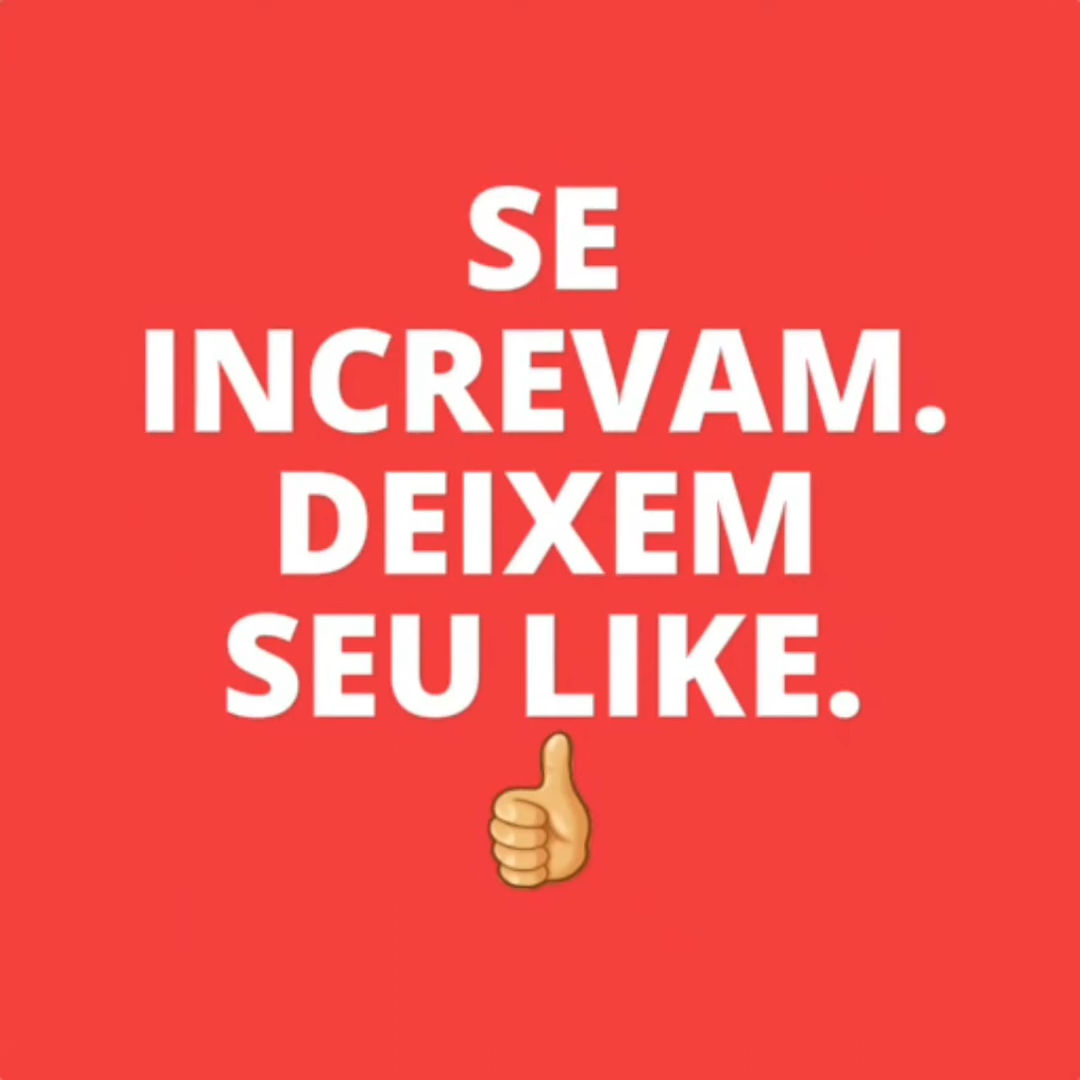 SE
INCREVAM.
DEIXEM
SEU LIKE.
👍